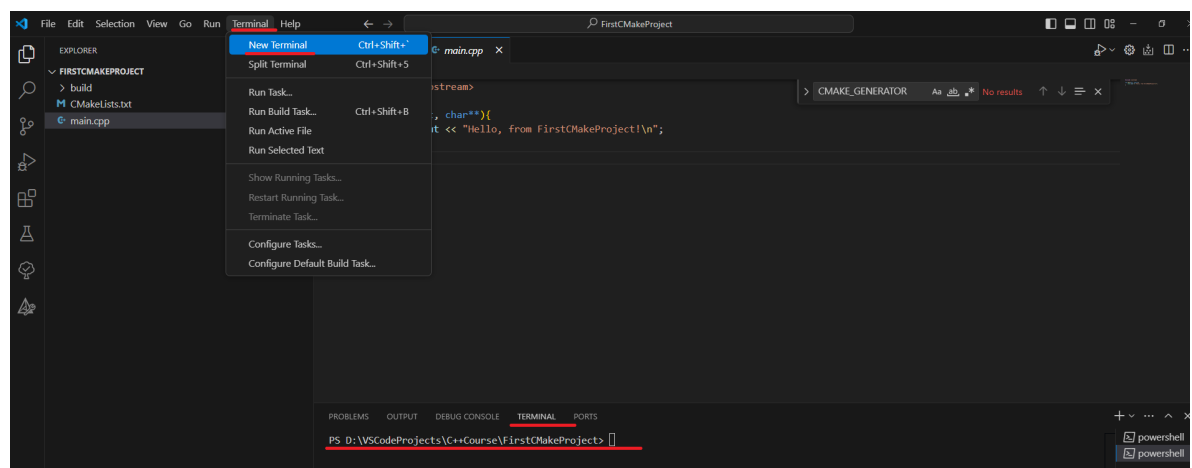 File Edit Selection View Go Run Terminal Help FirstCMakeProject
EXPLORER
FIRSTCMAKEPROJECT
build
CMakeLists.txt
main.cpp
New Terminal Ctrl+Shift+`
Split Terminal Ctrl+Shift+5
Run Task...
Run Build Task... Ctrl+Shift+B
Run Active File
Run Selected Text
Show Running Tasks...
Restart Running Task...
Terminate Task...
Configure Tasks...
Configure Default Build Task...
main.cpp
stream>
, char**){
<< "Hello, from FirstCMakeProject!\n";
CMAKE_GENERATOR Aa ab .* No results
PROBLEMS OUTPUT DEBUG CONSOLE TERMINAL PORTS
PS D:\VSCodeProjects\C++Course\FirstCMakeProject>
powershell
powershell